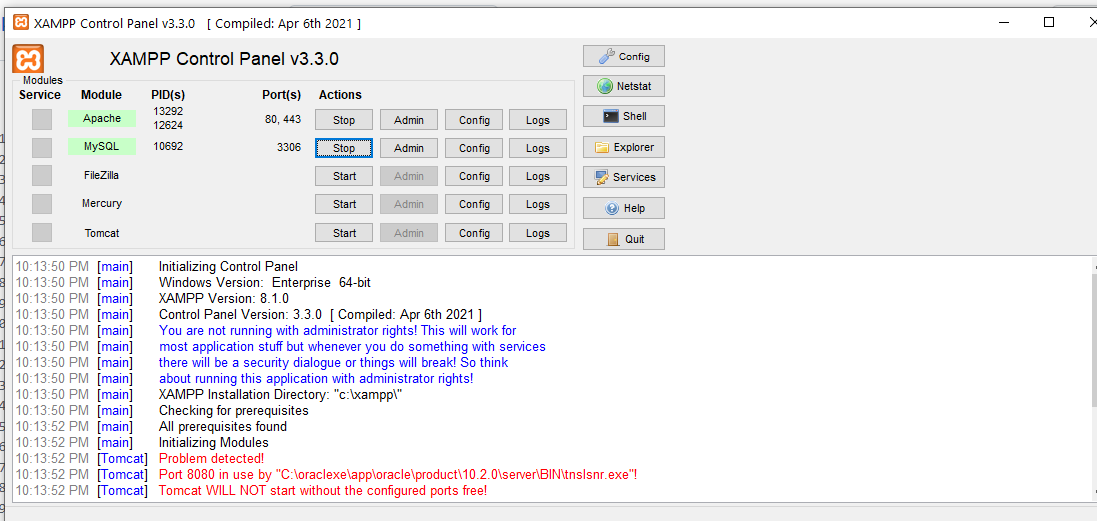 XAMPP Control Panel v3.3.0 [ Compiled: Apr 6th 2021 ]
XAMPP Control Panel v3.3.0
Config
Modules
Service Module PID(s) Port(s) Actions
Netstat
Apache 13292 12624 80, 443 Stop Admin Config Logs
Shell
MySQL 10692 3306 Stop Admin Config Logs
Explorer
FileZilla Start Admin Config Logs
Services
Mercury Start Admin Config Logs
Help
Tomcat Start Admin Config Logs
Quit
10:13:50 PM [main] Initializing Control Panel
10:13:50 PM [main] Windows Version: Enterprise 64-bit
10:13:50 PM [main] XAMPP Version: 8.1.0
10:13:50 PM [main] Control Panel Version: 3.3.0 [ Compiled: Apr 6th 2021 ]
10:13:50 PM [main] You are not running with administrator rights! This will work for
10:13:50 PM [main] most application stuff but whenever you do something with services
10:13:50 PM [main] there will be a security dialogue or things will break! So think
10:13:50 PM [main] about running this application with administrator rights!
10:13:50 PM [main] XAMPP Installation Directory: "c:\xampp\"
10:13:50 PM [main] Checking for prerequisites
10:13:52 PM [main] All prerequisites found
10:13:52 PM [main] Initializing Modules
10:13:52 PM [Tomcat] Problem detected!
10:13:52 PM [Tomcat] Port 8080 in use by "C:\oraclexe\app\oracle\product\10.2.0\server\BIN\tnslsnr.exe"!
10:13:52 PM [Tomcat] Tomcat WILL NOT start without the configured ports free!